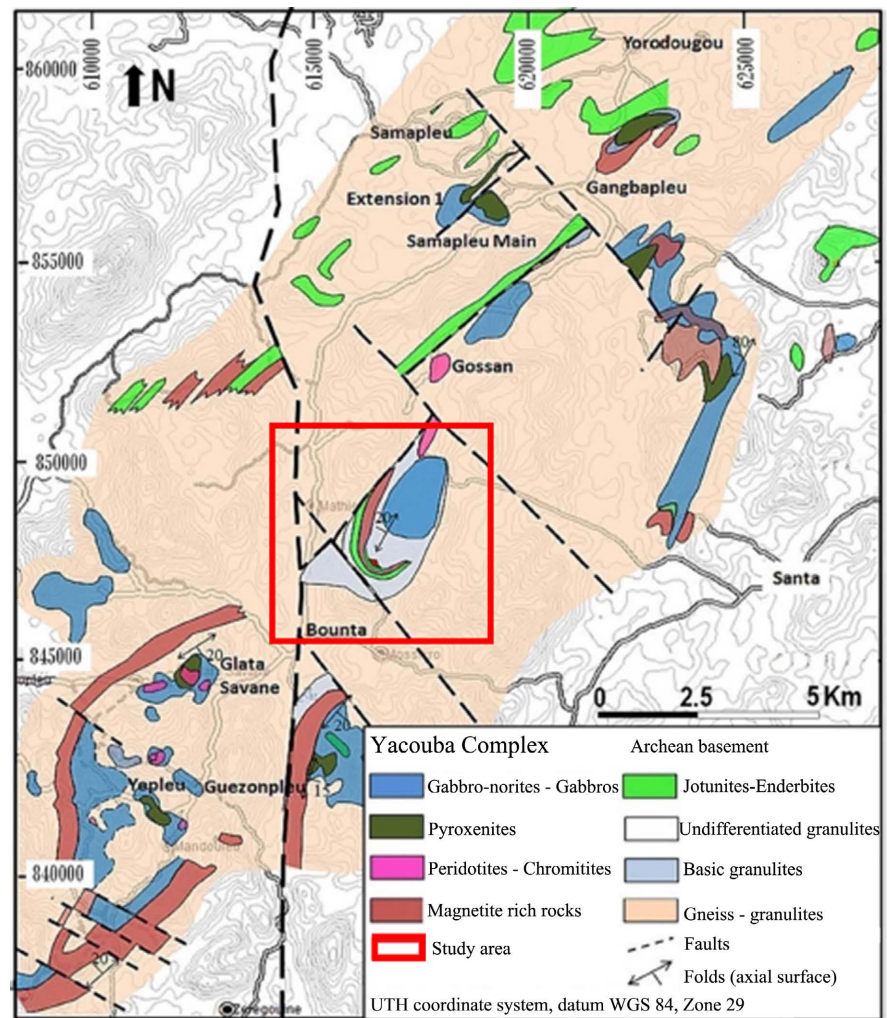 610000
615000
620000
625000
Yorodougou
860000
N
Samapleu
Extension 1
Gangbapleu
Samapleu Main
855000
Gossan
850000
20
80
Santa
Bounta
845000
20
Glata
Savane
0 2.5 5 Km
20
Yepleu
Guezonpleu
15
840000
20
Yacouba Complex
Archean basement
Gabbro-norites - Gabbros
Jotunites-Enderbites
Pyroxenites
Undifferentiated granulites
Peridotites - Chromitites
Basic granulites
Magnetite rich rocks
Gneiss - granulites
Study area
Faults
Folds (axial surface)
UTH coordinate system, datum WGS 84, Zone 29